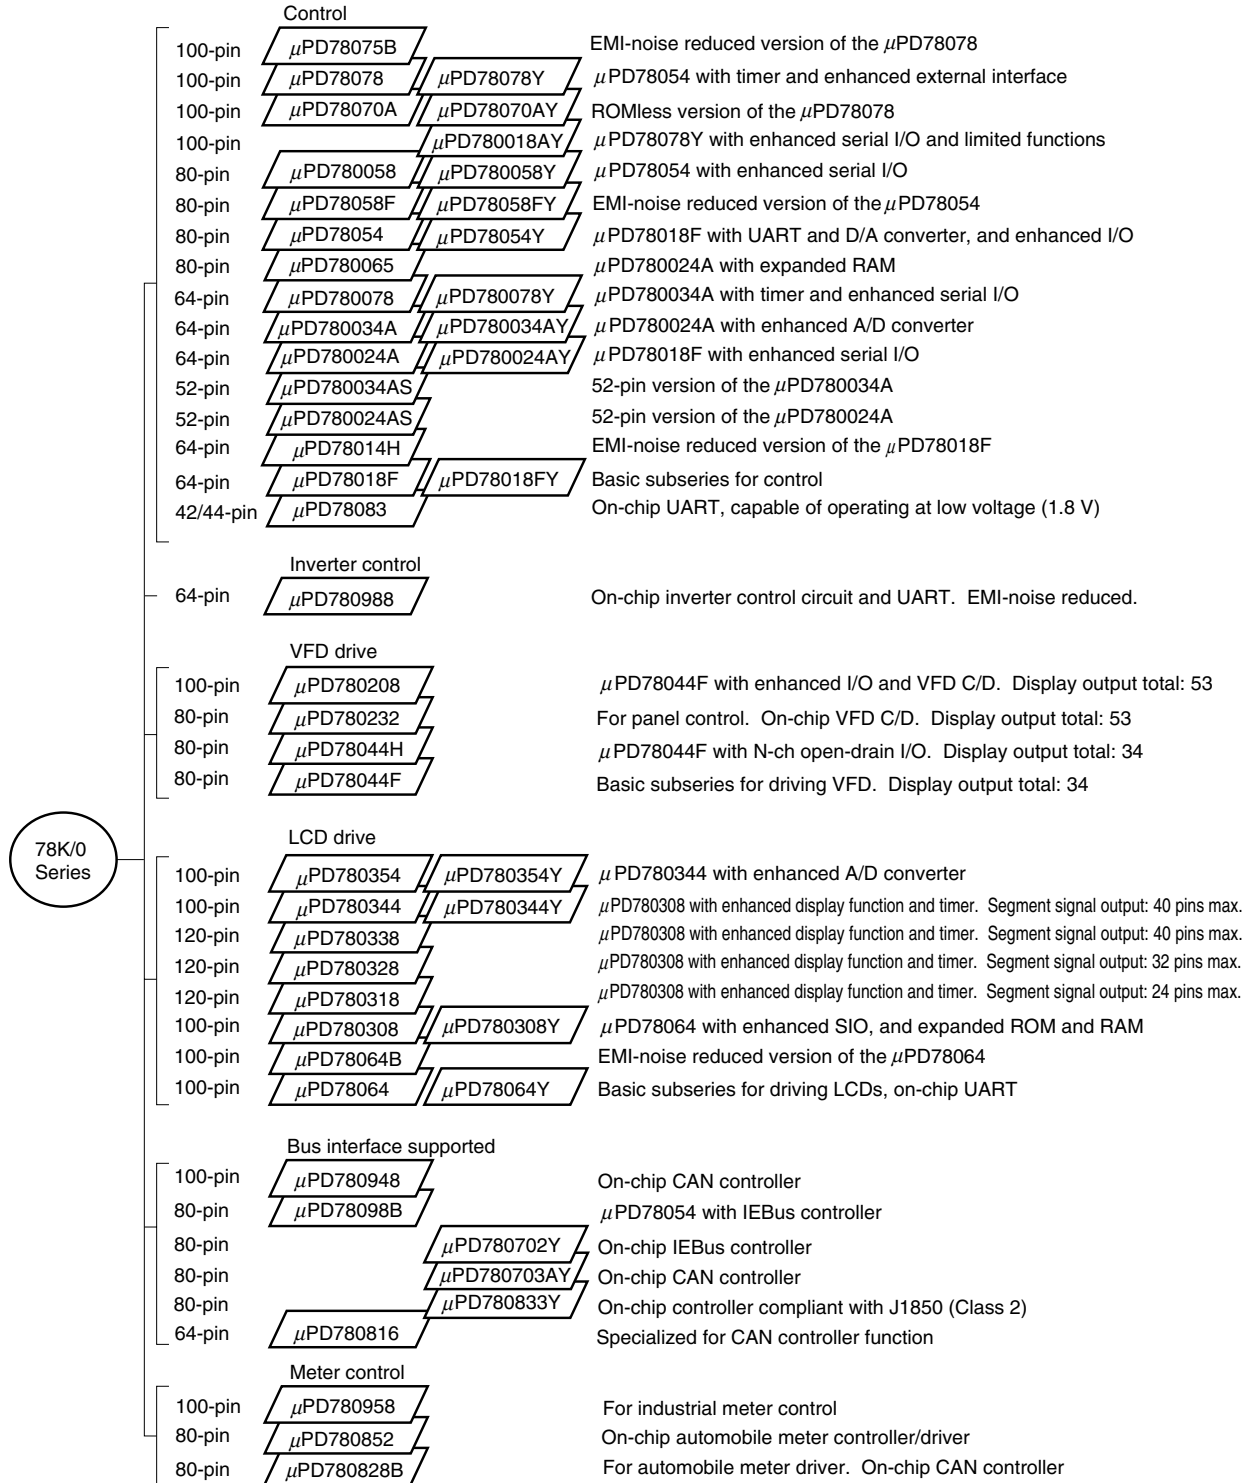 Control
100-pin μPD78075B EMI-noise reduced version of the μPD78078
100-pin μPD78078 μPD78078Y μPD78054 with timer and enhanced external interface
100-pin μPD78070A μPD78070AY ROMless version of the μPD78078
100-pin μPD780018AY μPD78078Y with enhanced serial I/O and limited functions
80-pin μPD780058 μPD780058Y μPD78054 with enhanced serial I/O
80-pin μPD78058F μPD78058FY EMI-noise reduced version of the μPD78054
80-pin μPD78054 μPD78054Y μPD78018F with UART and D/A converter, and enhanced I/O
80-pin μPD780065 μPD780024A with expanded RAM
64-pin μPD780078 μPD780078Y μPD780034A with timer and enhanced serial I/O
64-pin μPD780034A μPD780034AY μPD780024A with enhanced A/D converter
64-pin μPD780024A μPD780024AY μPD78018F with enhanced serial I/O
52-pin μPD780034AS 52-pin version of the μPD780034A
52-pin μPD780024AS 52-pin version of the μPD780024A
64-pin μPD78014H EMI-noise reduced version of the μPD78018F
64-pin μPD78018F μPD78018FY Basic subseries for control
42/44-pin μPD78083 On-chip UART, capable of operating at low voltage (1.8 V)
Inverter control
64-pin μPD780988 On-chip inverter control circuit and UART. EMI-noise reduced.
VFD drive
100-pin μPD780208 μPD78044F with enhanced I/O and VFD C/D. Display output total: 53
80-pin μPD780232 For panel control. On-chip VFD C/D. Display output total: 53
80-pin μPD78044H μPD78044F with N-ch open-drain I/O. Display output total: 34
80-pin μPD78044F Basic subseries for driving VFD. Display output total: 34
78K/0
Series
LCD drive
100-pin μPD780354 μPD780354Y μPD780344 with enhanced A/D converter
100-pin μPD780344 μPD780344Y μPD780308 with enhanced display function and timer. Segment signal output: 40 pins max.
120-pin μPD780338 μPD780308 with enhanced display function and timer. Segment signal output: 40 pins max.
120-pin μPD780328 μPD780308 with enhanced display function and timer. Segment signal output: 32 pins max.
120-pin μPD780318 μPD780308 with enhanced display function and timer. Segment signal output: 24 pins max.
100-pin μPD780308 μPD780308Y μPD78064 with enhanced SIO, and expanded ROM and RAM
100-pin μPD78064B EMI-noise reduced version of the μPD78064
100-pin μPD78064 μPD78064Y Basic subseries for driving LCDs, on-chip UART
Bus interface supported
100-pin μPD780948 On-chip CAN controller
80-pin μPD78098B μPD78054 with IEBus controller
80-pin μPD780702Y On-chip IEBus controller
80-pin μPD780703AY On-chip CAN controller
80-pin μPD780833Y On-chip controller compliant with J1850 (Class 2)
64-pin μPD780816 Specialized for CAN controller function
Meter control
100-pin μPD780958 For industrial meter control
80-pin μPD780852 On-chip automobile meter controller/driver
80-pin μPD780828B For automobile meter driver. On-chip CAN controller